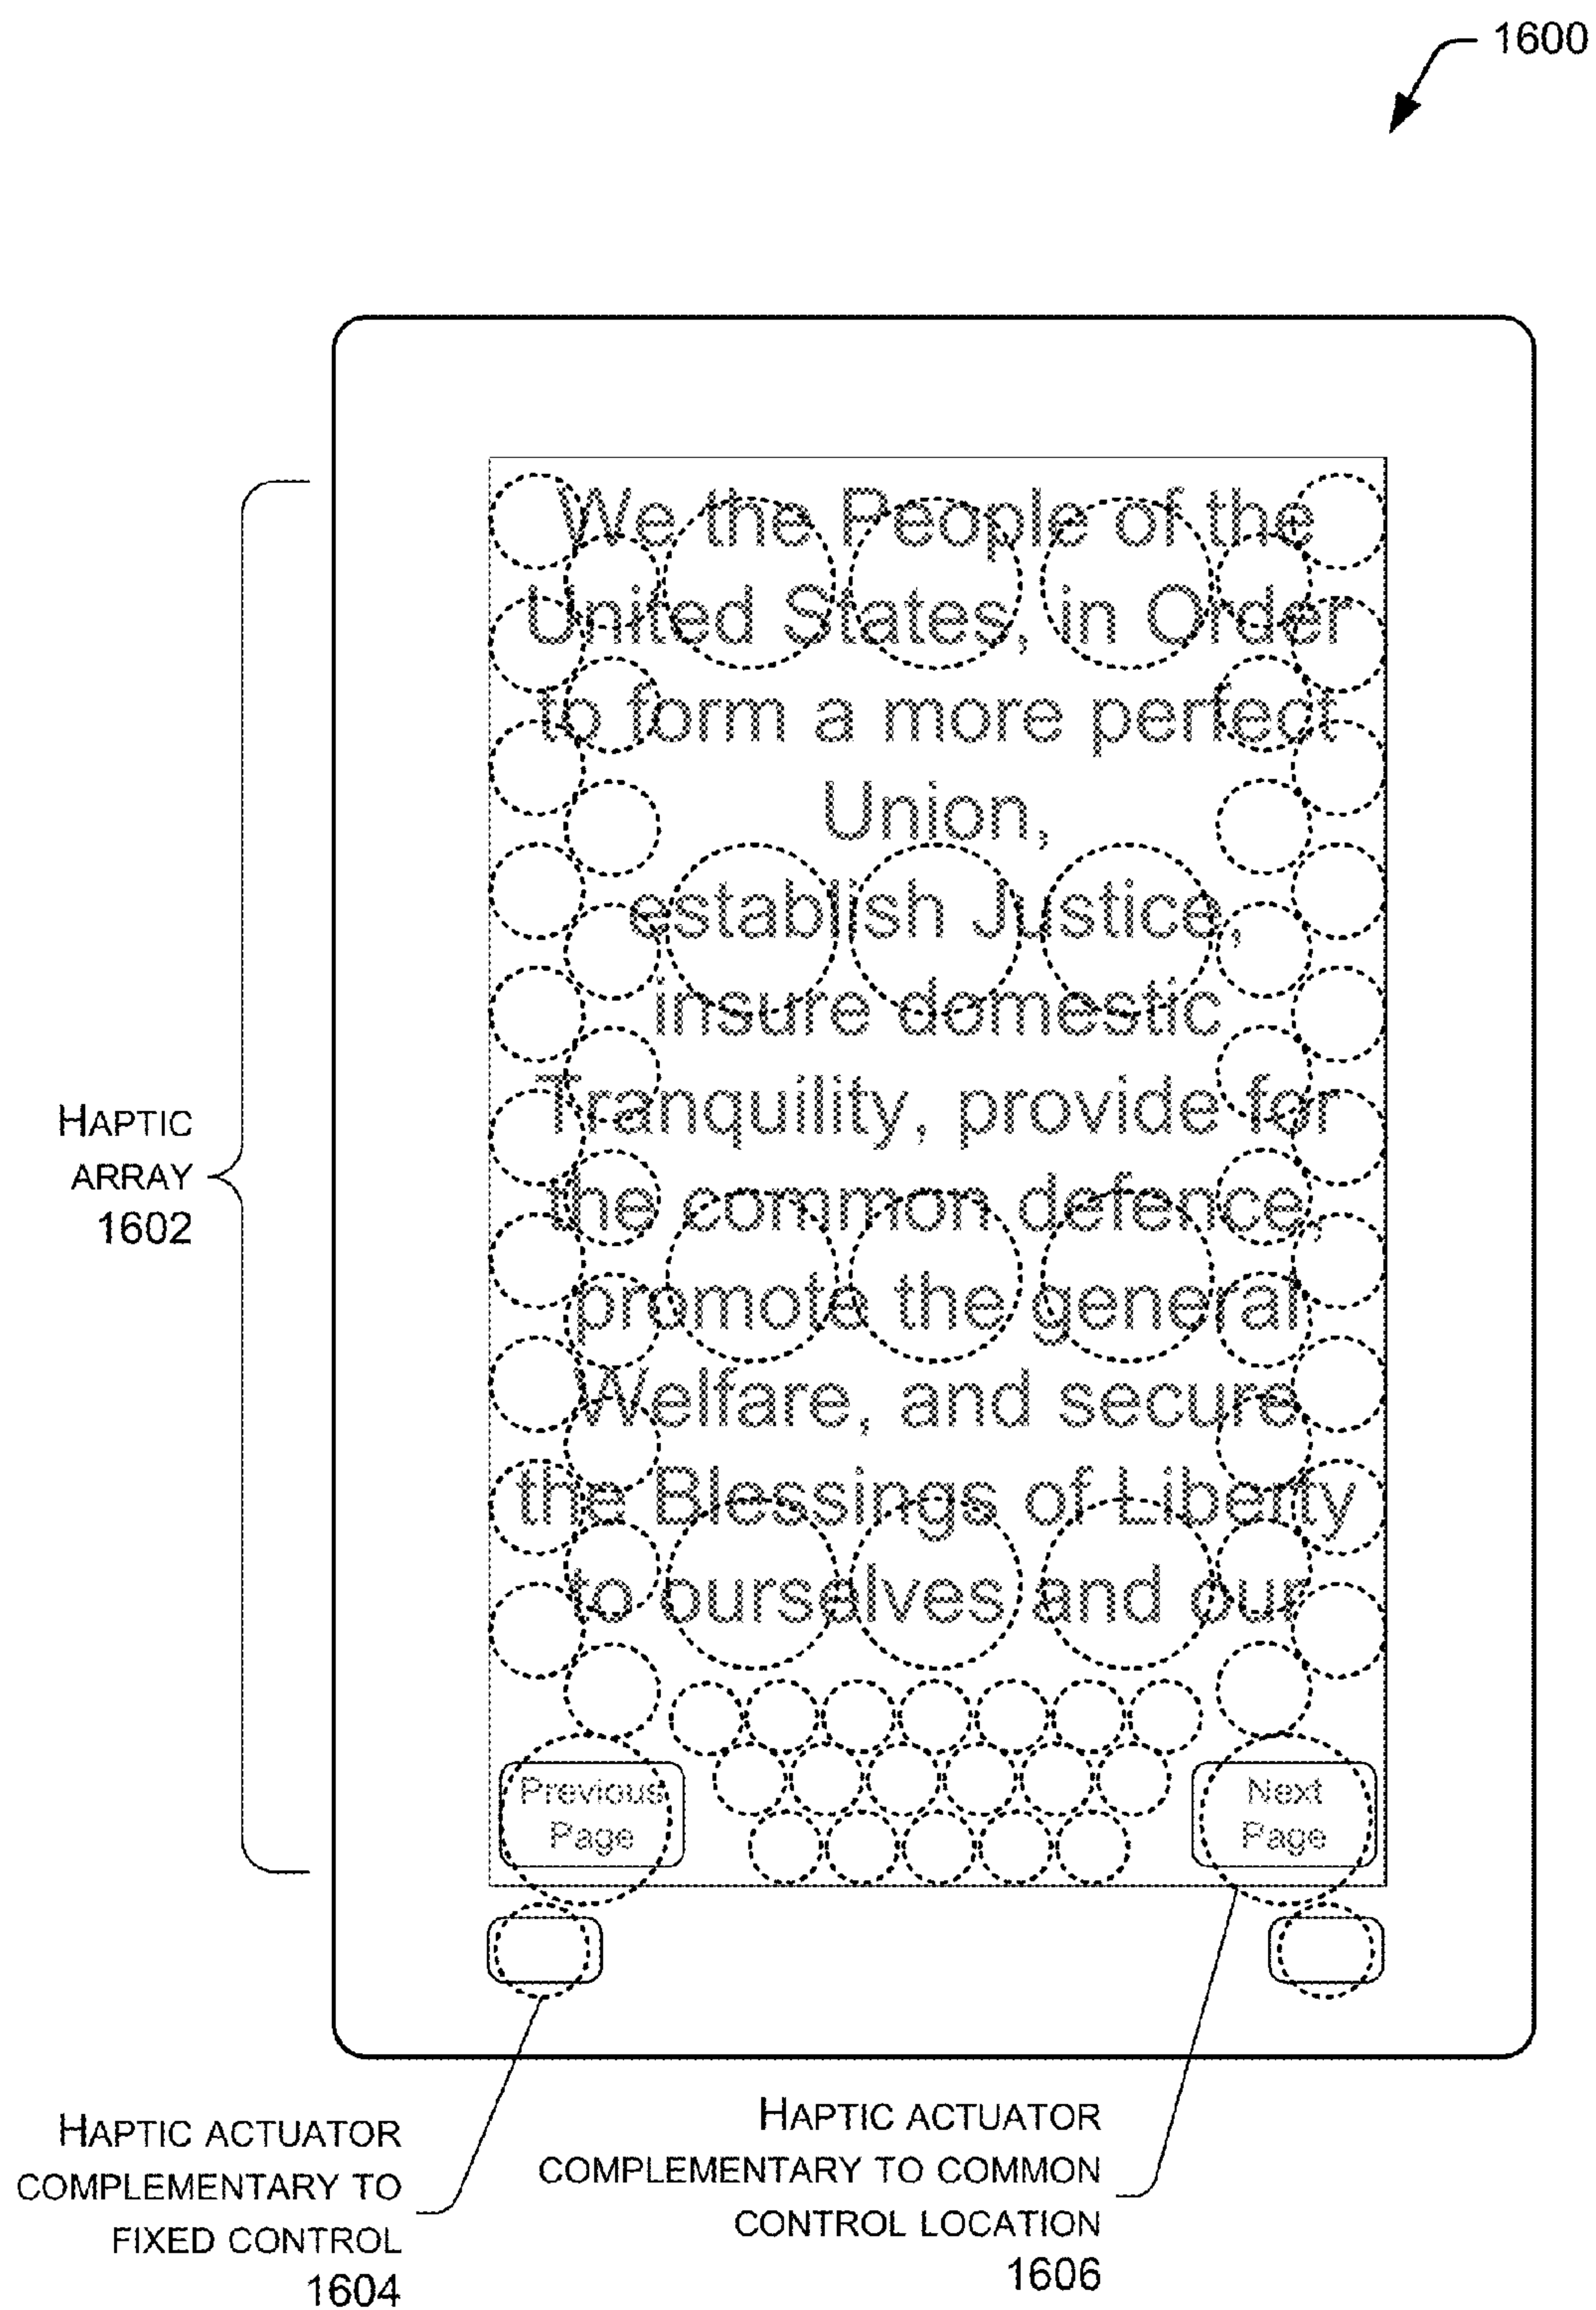 1600
We the People of the
United States, in Order
to form a more perfect
Union,
establish Justice,
insure domestic
Tranquility, provide for
the common defence,
promote the general
Welfare, and secure
the Blessings of Liberty
to ourselves and our
Previous
Page
Next
Page
HAPTIC
ARRAY
1602
HAPTIC ACTUATOR
COMPLEMENTARY TO
FIXED CONTROL
1604
HAPTIC ACTUATOR
COMPLEMENTARY TO COMMON
CONTROL LOCATION
1606